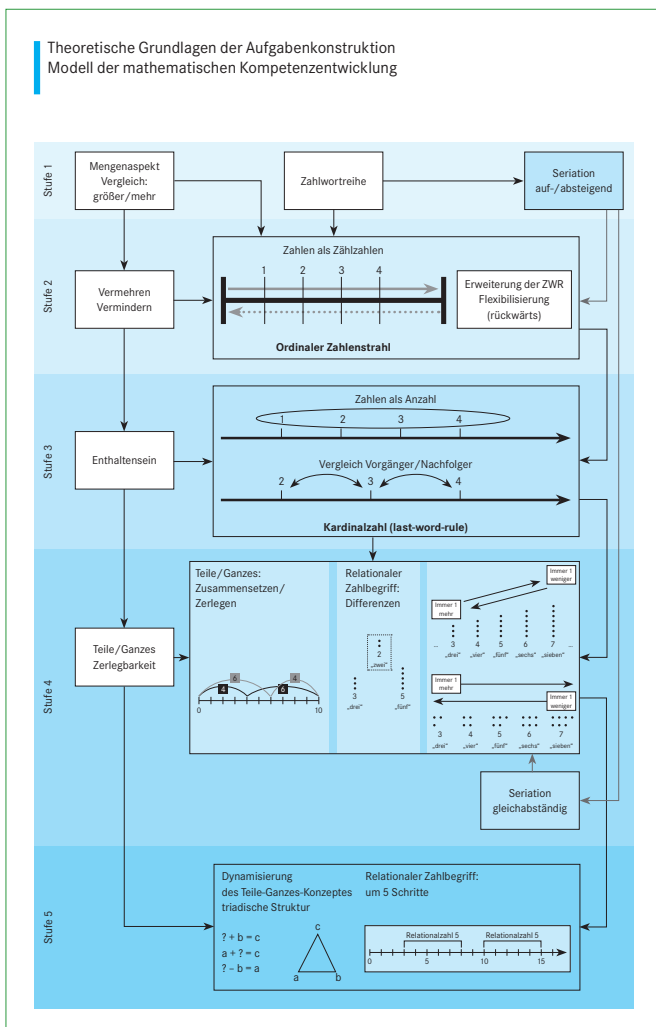 Theoretische Grundlagen der Aufgabenkonstruktion
Modell der mathematischen Kompetenzentwicklung
Stufe 1
Mengenaspekt
Vergleich:
größer/mehr
Zahlwortreihe
Seriation
auf-/absteigend
Stufe 2
Vermehren
Vermindern
Zahlen als Zählzahlen
1 2 3 4
Ordinaler Zahlenstrahl
Erweiterung der ZWR
Flexibilisierung
(rückwärts)
Stufe 3
Enthaltensein
Zahlen als Anzahl
1 2 3 4
Vergleich Vorgänger/Nachfolger
2 3 4
Kardinalzahl (last-word-rule)
Stufe 4
Teile/Ganzes
Zerlegbarkeit
Teile/Ganzes:
Zusammensetzen/
Zerlegen
6 4
4 6
0 10
Relationaler
Zahlbegriff:
Differenzen
2
„zwei“
3 5
„drei“ „fünf“
Immer 1
weniger
Immer 1
mehr
... 3 4 5 6 7 ...
„drei“ „vier“ „fünf“ „sechs“ „sieben“
Immer 1
mehr
Immer 1
weniger
3 4 5 6 7
„drei“ „vier“ „fünf“ „sechs“ „sieben“
Seriation
gleichabständig
Stufe 5
Dynamisierung
des Teile-Ganzes-Konzeptes
triadische Struktur
? + b = c
a + ? = c
? – b = a
c
a b
Relationaler Zahlbegriff:
um 5 Schritte
Relationalzahl 5 Relationalzahl 5
0 5 10 15